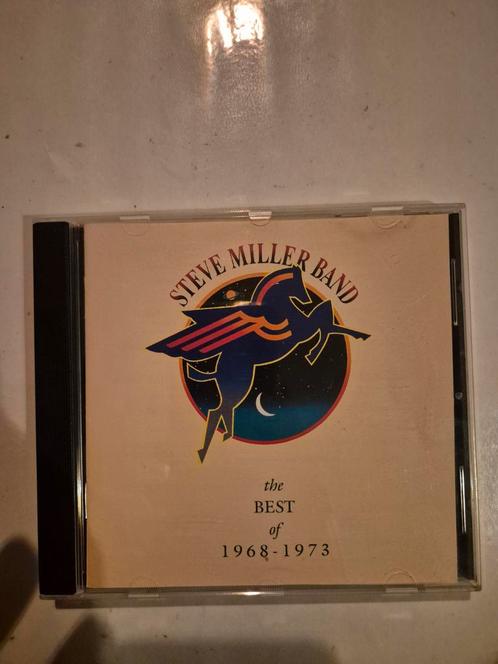 STEVE MILLER BAND
the
BEST
of
1968-1973